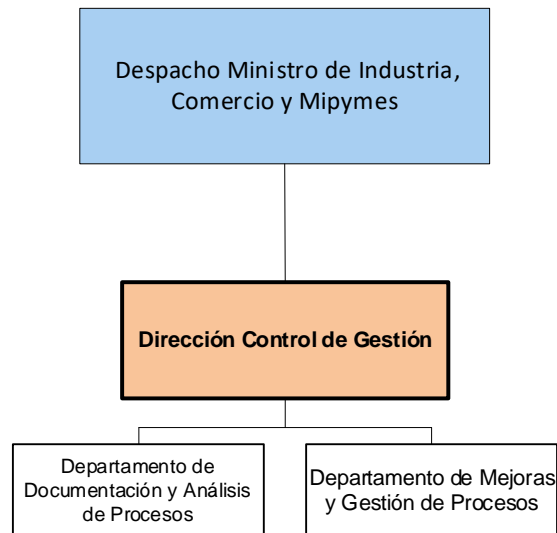 Despacho Ministro de Industria,
Comercio y Mipymes
Dirección Control de Gestión
Departamento de
Documentación y Análisis
de Procesos
Departamento de Mejoras
y Gestión de Procesos